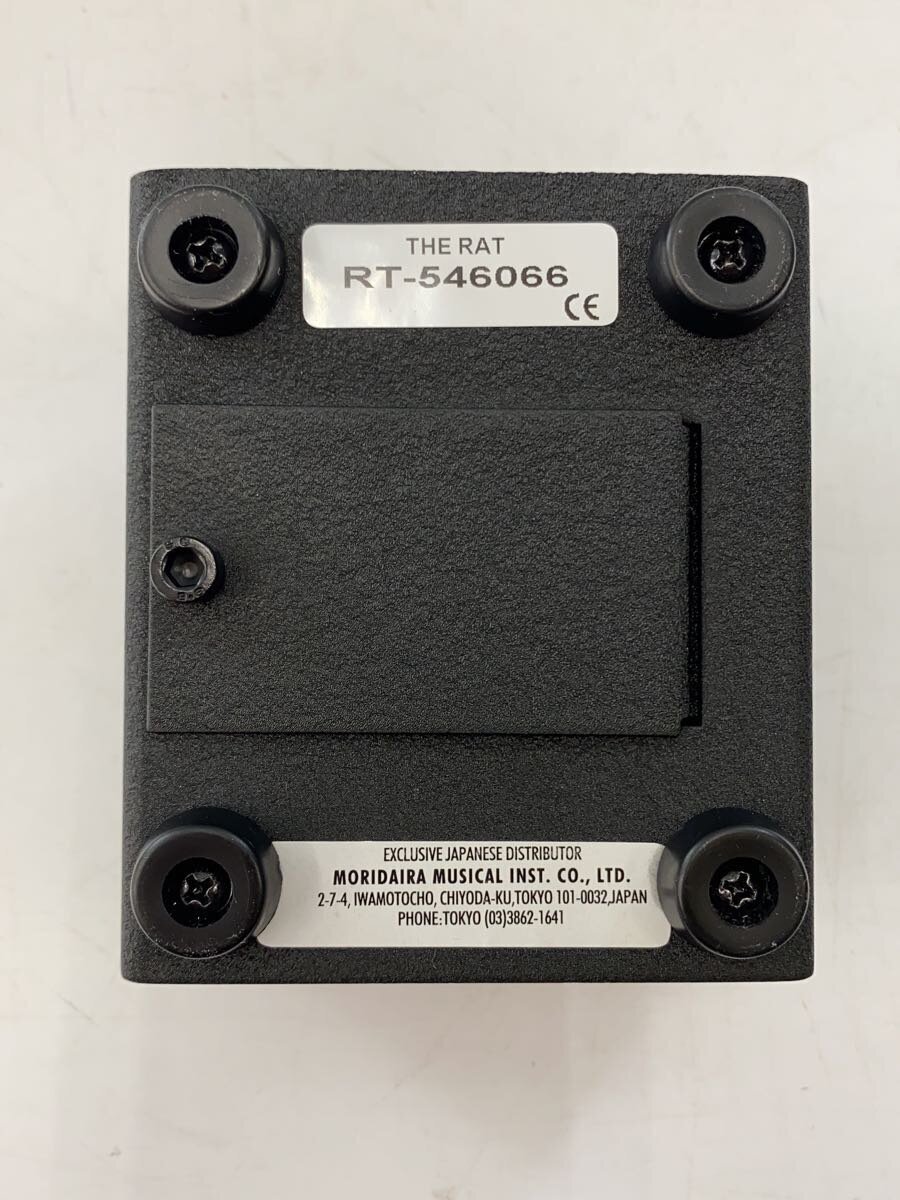 THE RAT
RT-546066
CE
EXCLUSIVE JAPANESE DISTRIBUTOR
MORIDAIRA MUSICAL INST. CO., LTD.
2-7-4, IWAMOTOCHO, CHIYODA-KU,TOKYO 101-0032,JAPAN
PHONE:TOKYO (03)3862-1641